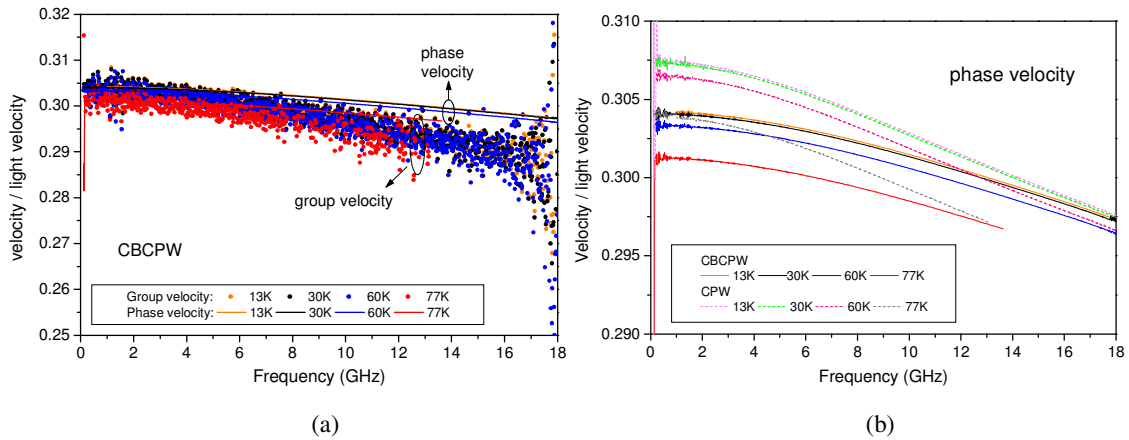 0.32
0.31
0.30
0.29
0.28
0.27
0.26
0.25
velocity / light velocity
phase
velocity
group velocity
CBCPW
Group velocity: 13K 30K 60K 77K
Phase velocity: 13K 30K 60K 77K
0 2 4 6 8 10 12 14 16 18
Frequency (GHz)
(a)
0.310
0.305
0.300
0.295
0.290
Velocity / light velocity
phase velocity
CBCPW
13K 30K 60K 77K
CPW
13K 30K 60K 77K
0 2 4 6 8 10 12 14 16 18
Frequency (GHz)
(b)